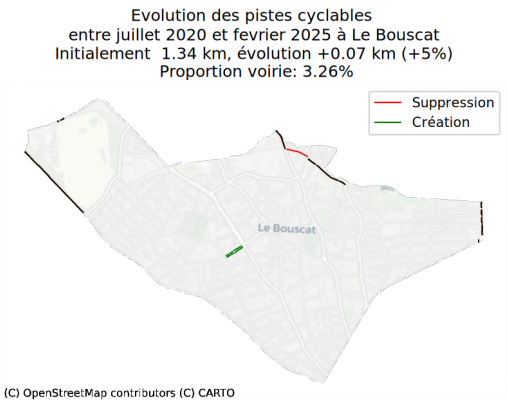 Evolution des pistes cyclables
entre juillet 2020 et fevrier 2025 à Le Bouscat
Initialement  1.34 km, évolution +0.07 km (+5%)
Proportion voirie: 3.26%
Suppression
Création
Le Bouscat
(C) OpenStreetMap contributors (C) CARTO